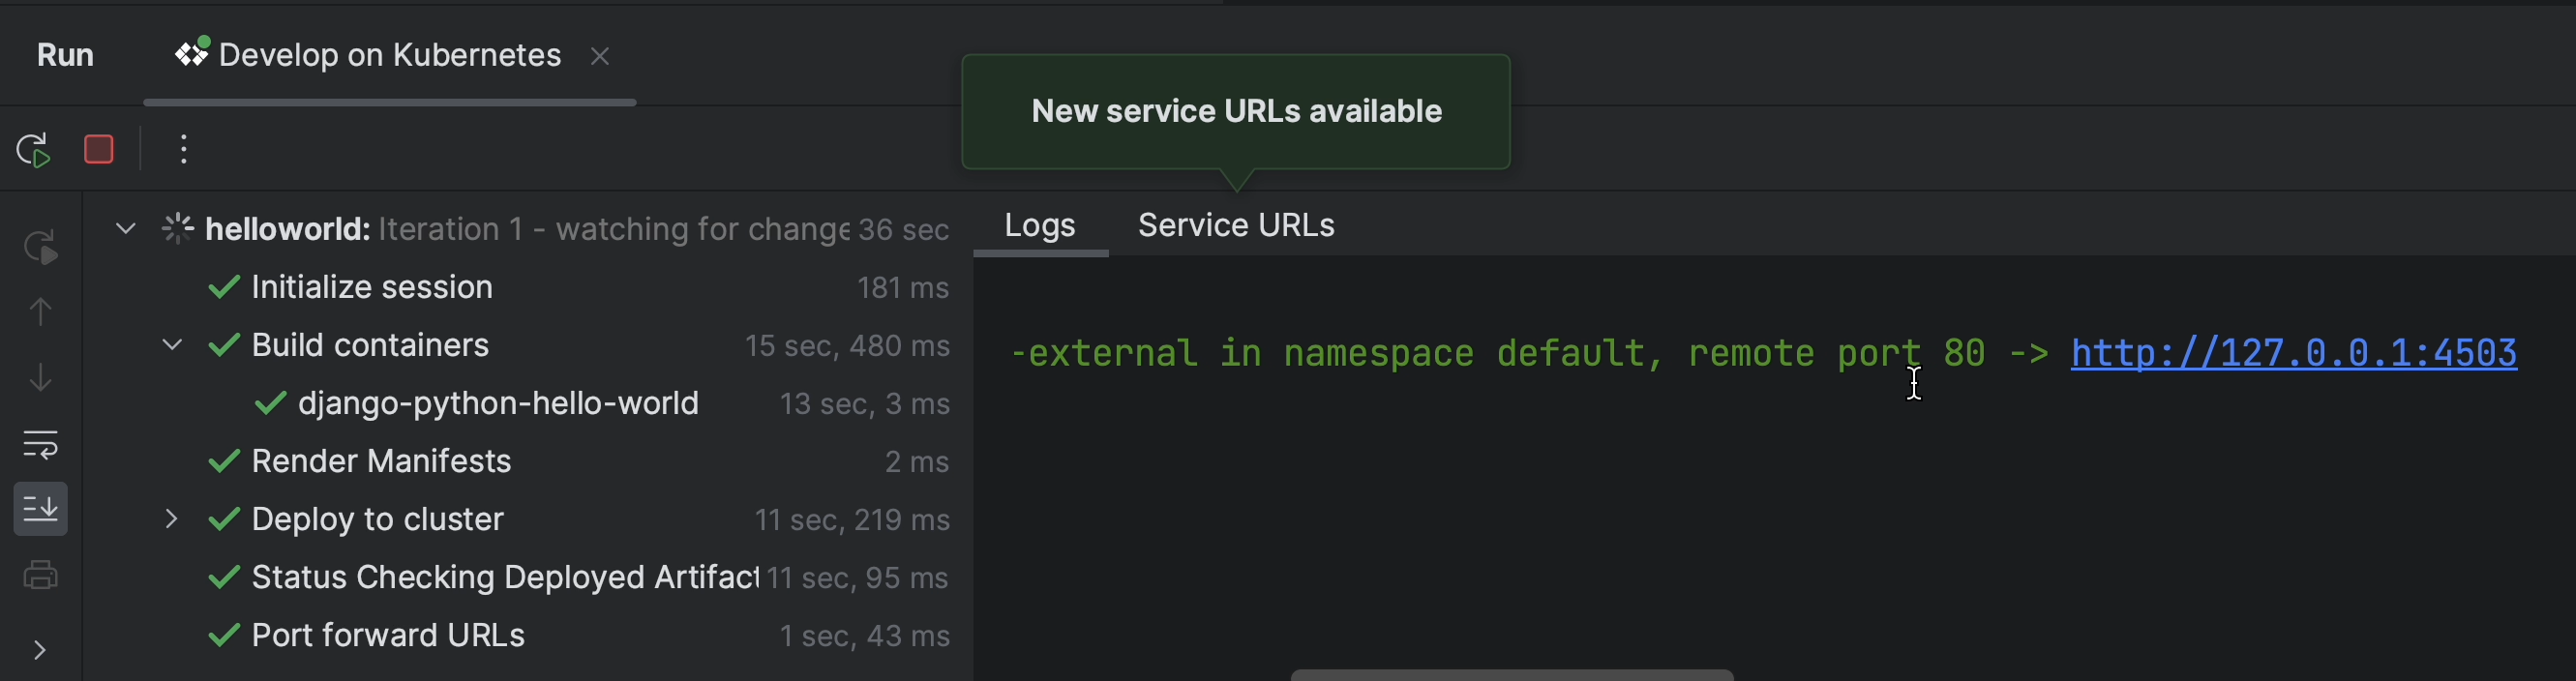 Run
Develop on Kubernetes
New service URLs available
helloworld: Iteration 1 - watching for change 36 sec
Initialize session 181 ms
Build containers 15 sec, 480 ms
django-python-hello-world 13 sec, 3 ms
Render Manifests 2 ms
Deploy to cluster 11 sec, 219 ms
Status Checking Deployed Artifact 11 sec, 95 ms
Port forward URLs 1 sec, 43 ms
Logs Service URLs
-external in namespace default, remote port 80 -> http://127.0.0.1:4503